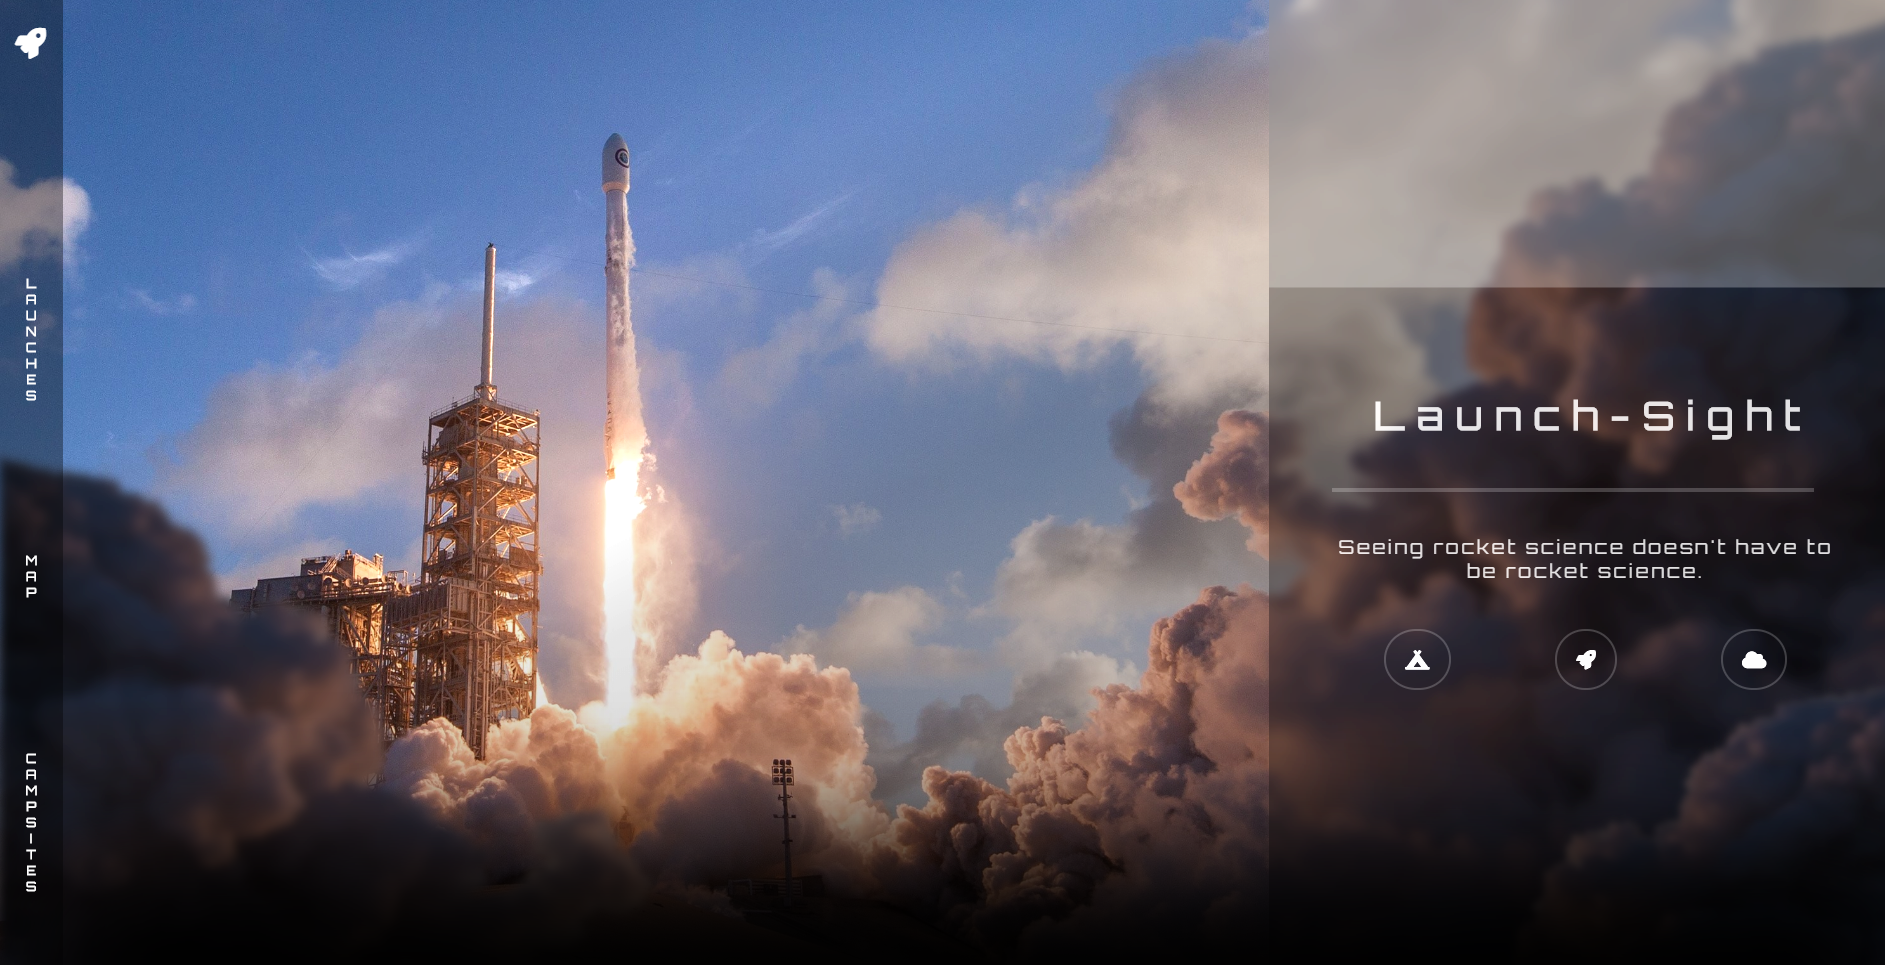 LAUNCHES
MAP
CAMPSITES
Launch-Sight
Seeing rocket science doesn't have to
be rocket science.